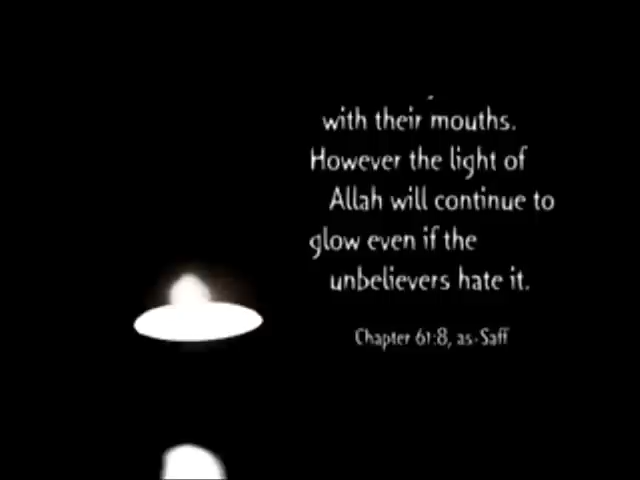 with their mouths.
However the light of
Allah will continue to
glow even if the
unbelievers hate it.
Chapter 61:8, as-Saff